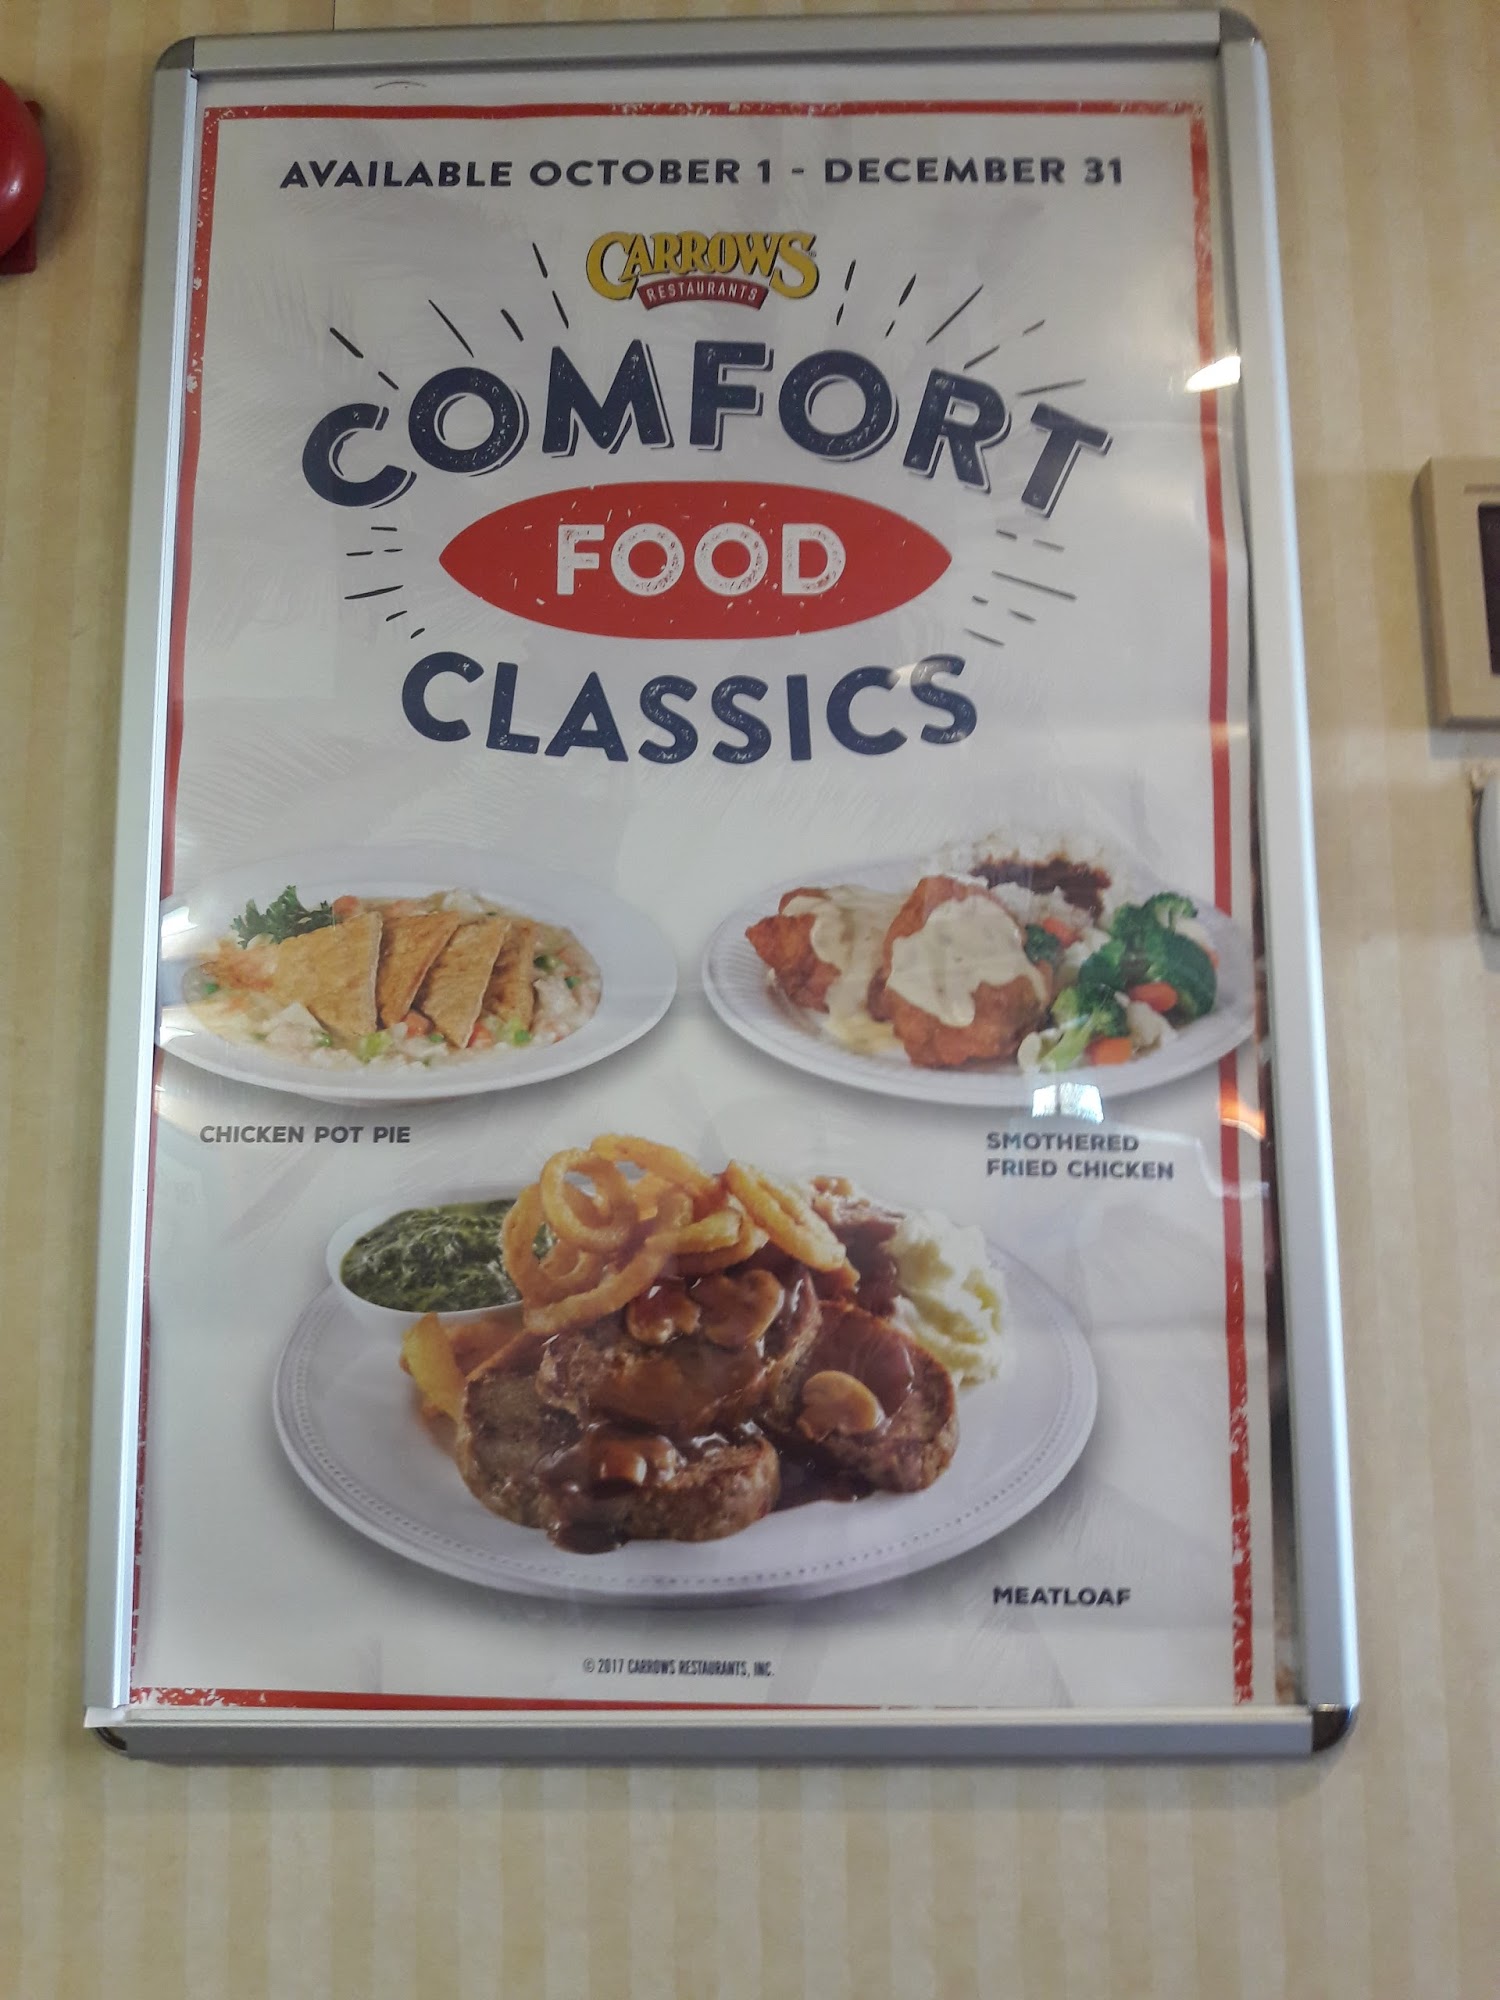 AVAILABLE OCTOBER 1 - DECEMBER 31
CARROWS
RESTAURANTS
COMFORT
FOOD
CLASSICS
CHICKEN POT PIE
SMOTHERED
FRIED CHICKEN
MEATLOAF
© 2017 CARROWS RESTAURANTS, INC.